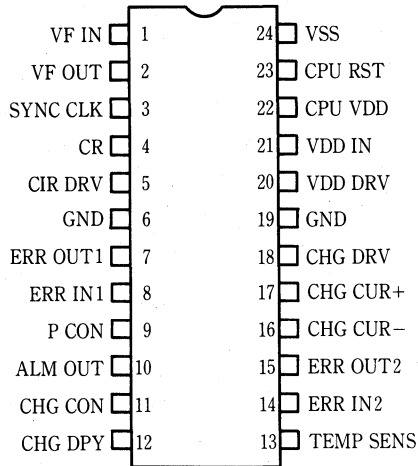 VF IN 1 24 VSS
VF OUT 2 23 CPU RST
SYNC CLK 3 22 CPU VDD
CR 4 21 VDD IN
CIR DRV 5 20 VDD DRV
GND 6 19 GND
ERR OUT1 7 18 CHG DRV
ERR IN1 8 17 CHG CUR+
P CON 9 16 CHG CUR−
ALM OUT 10 15 ERR OUT2
CHG CON 11 14 ERR IN2
CHG DPY 12 13 TEMP SENS